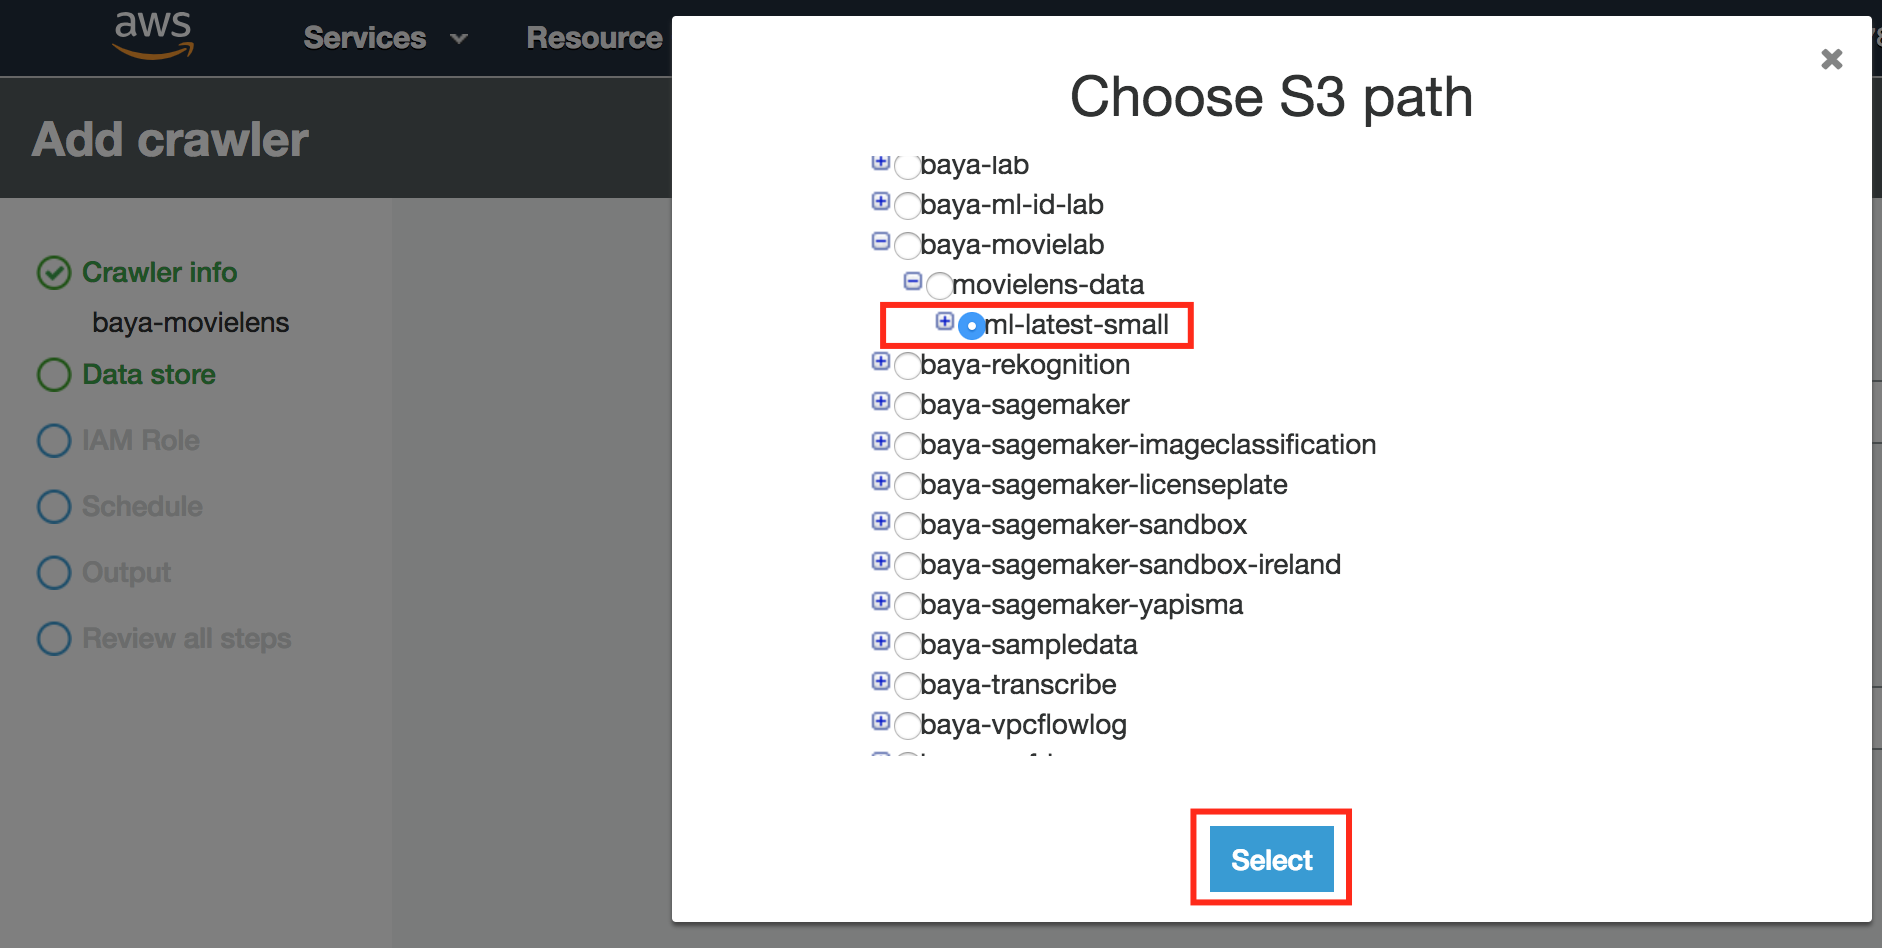 aws
Services
Resource
Add crawler
Crawler info
baya-movielens
Data store
IAM Role
Schedule
Output
Review all steps
Choose S3 path
baya-lab
baya-ml-id-lab
baya-movielab
movielens-data
ml-latest-small
baya-rekognition
baya-sagemaker
baya-sagemaker-imageclassification
baya-sagemaker-licenseplate
baya-sagemaker-sandbox
baya-sagemaker-sandbox-ireland
baya-sagemaker-yapisma
baya-sampledata
baya-transcribe
baya-vpcflowlog
Select